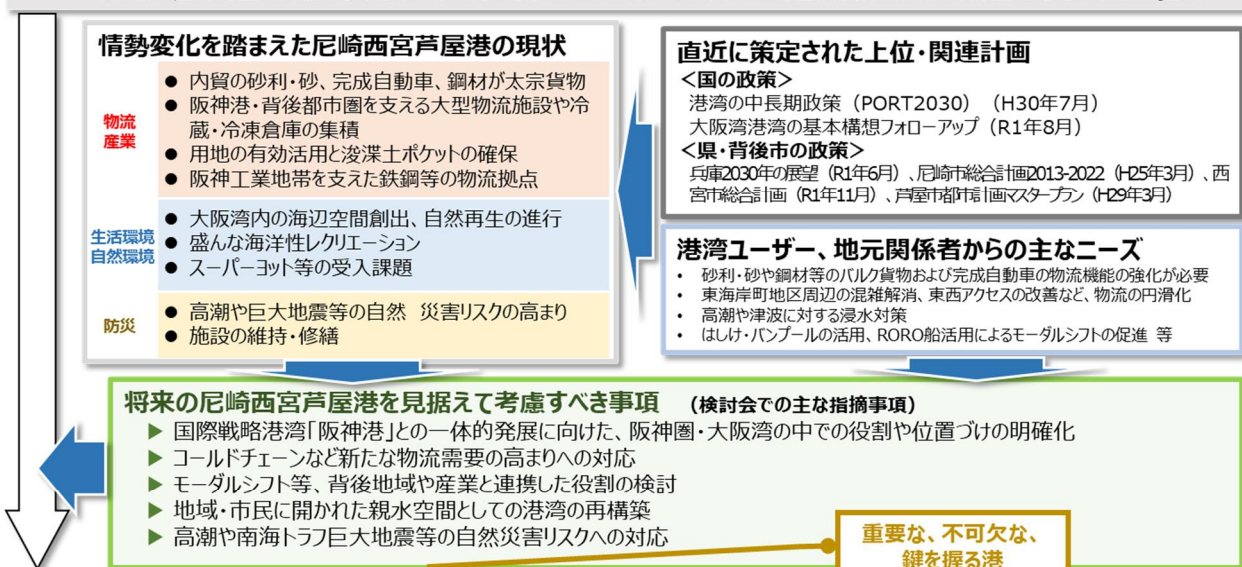 情勢変化を踏まえた尼崎西宮芦屋港の現状
物流
産業
● 内貿の砂利・砂、完成自動車、鋼材が太宗貨物
● 阪神港・背後都市圏を支える大型物流施設や冷
蔵・冷凍倉庫の集積
● 用地の有効活用と浚渫土ポケットの確保
● 阪神工業地帯を支えた鉄鋼等の物流拠点
生活環境
自然環境
● 大阪湾内の海辺空間創出、自然再生の進行
● 盛んな海洋性レクリエーション
● スーパーヨット等の受入課題
防災
● 高潮や巨大地震等の自然 災害リスクの高まり
● 施設の維持・修繕
直近に策定された上位・関連計画
＜国の政策＞
港湾の中長期政策（PORT2030）（H30年7月）
大阪湾港湾の基本構想フォローアップ（R1年8月）
＜県・背後市の政策＞
兵庫2030年の展望（R1年6月）、尼崎市総合計画2013-2022（H25年3月）、西
宮市総合計画（R1年11月）、芦屋市都市計画マスタープラン（H29年3月）
港湾ユーザー、地元関係者からの主なニーズ
• 砂利・砂や鋼材等のバルク貨物および完成自動車の物流機能の強化が必要
• 東海岸町地区周辺の混雑解消、東西アクセスの改善など、物流の円滑化
• 高潮や津波に対する浸水対策
• はしけ・バンプールの活用、RORO船活用によるモーダルシフトの促進 等
将来の尼崎西宮芦屋港を見据えて考慮すべき事項 （検討会での主な指摘事項）
▶ 国際戦略港湾「阪神港」との一体的発展に向けた、阪神圏・大阪湾の中での役割や位置づけの明確化
▶ コールドチェーンなど新たな物流需要の高まりへの対応
▶ モーダルシフト等、背後地域や産業と連携した役割の検討
▶ 地域・市民に開かれた親水空間としての港湾の再構築
▶ 高潮や南海トラフ巨大地震等の自然災害リスクへの対応
重要な、不可欠な、
鍵を握る港